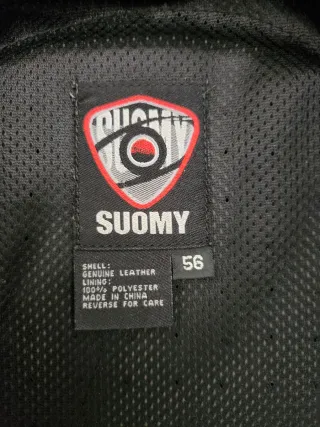 SUOMY
SUOMY
56
SHELL:
GENUINE LEATHER
LINING:
100% POLYESTER
MADE IN CHINA
REVERSE FOR CARE